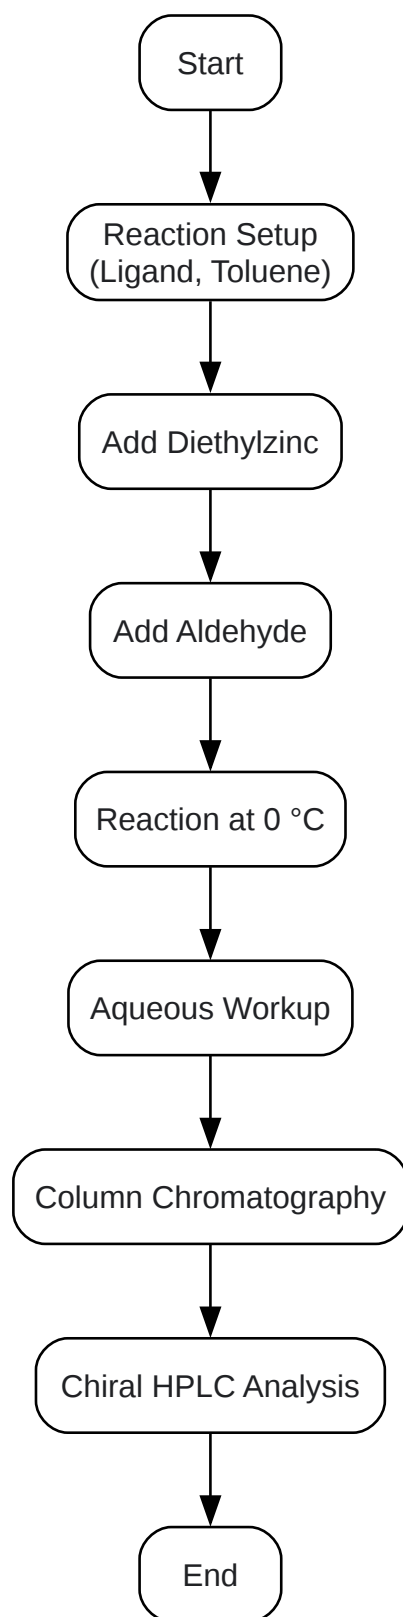 Start
Reaction Setup
(Ligand, Toluene)
Add Diethylzinc
Add Aldehyde
Reaction at 0 °C
Aqueous Workup
Column Chromatography
Chiral HPLC Analysis
End